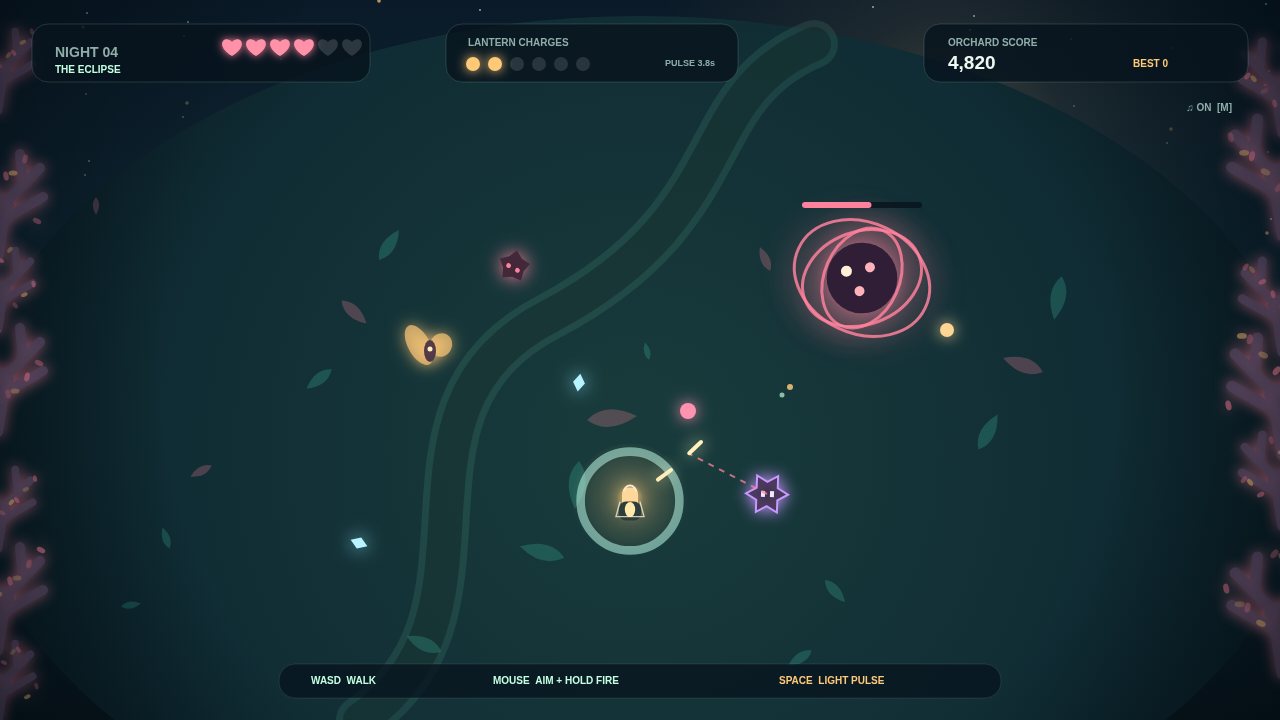 NIGHT 04
THE ECLIPSE
LANTERN CHARGES
PULSE 3.8s
ORCHARD SCORE
4,820
BEST 0
♫ ON [M]
WASD WALK
MOUSE AIM + HOLD FIRE
SPACE LIGHT PULSE